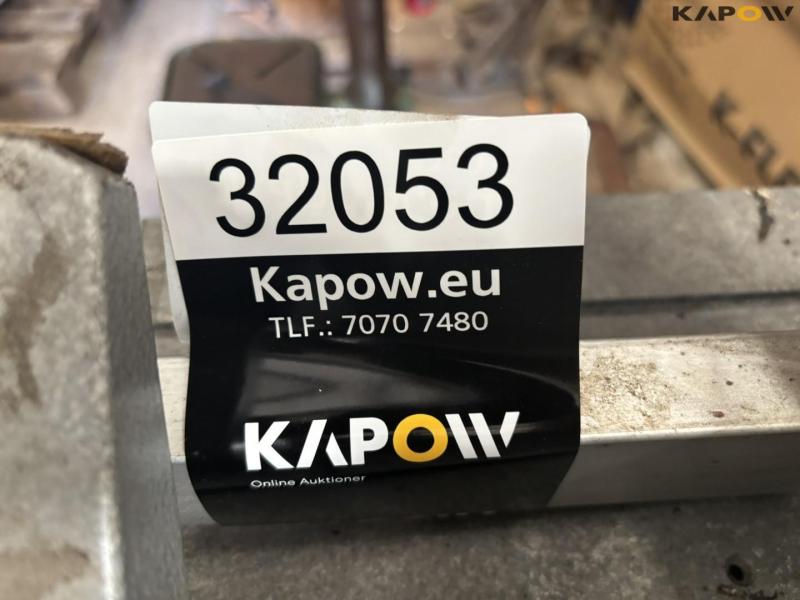 KAPOW
32053
Kapow.eu
TLF.: 7070 7480
KAPOW
Online Auktioner